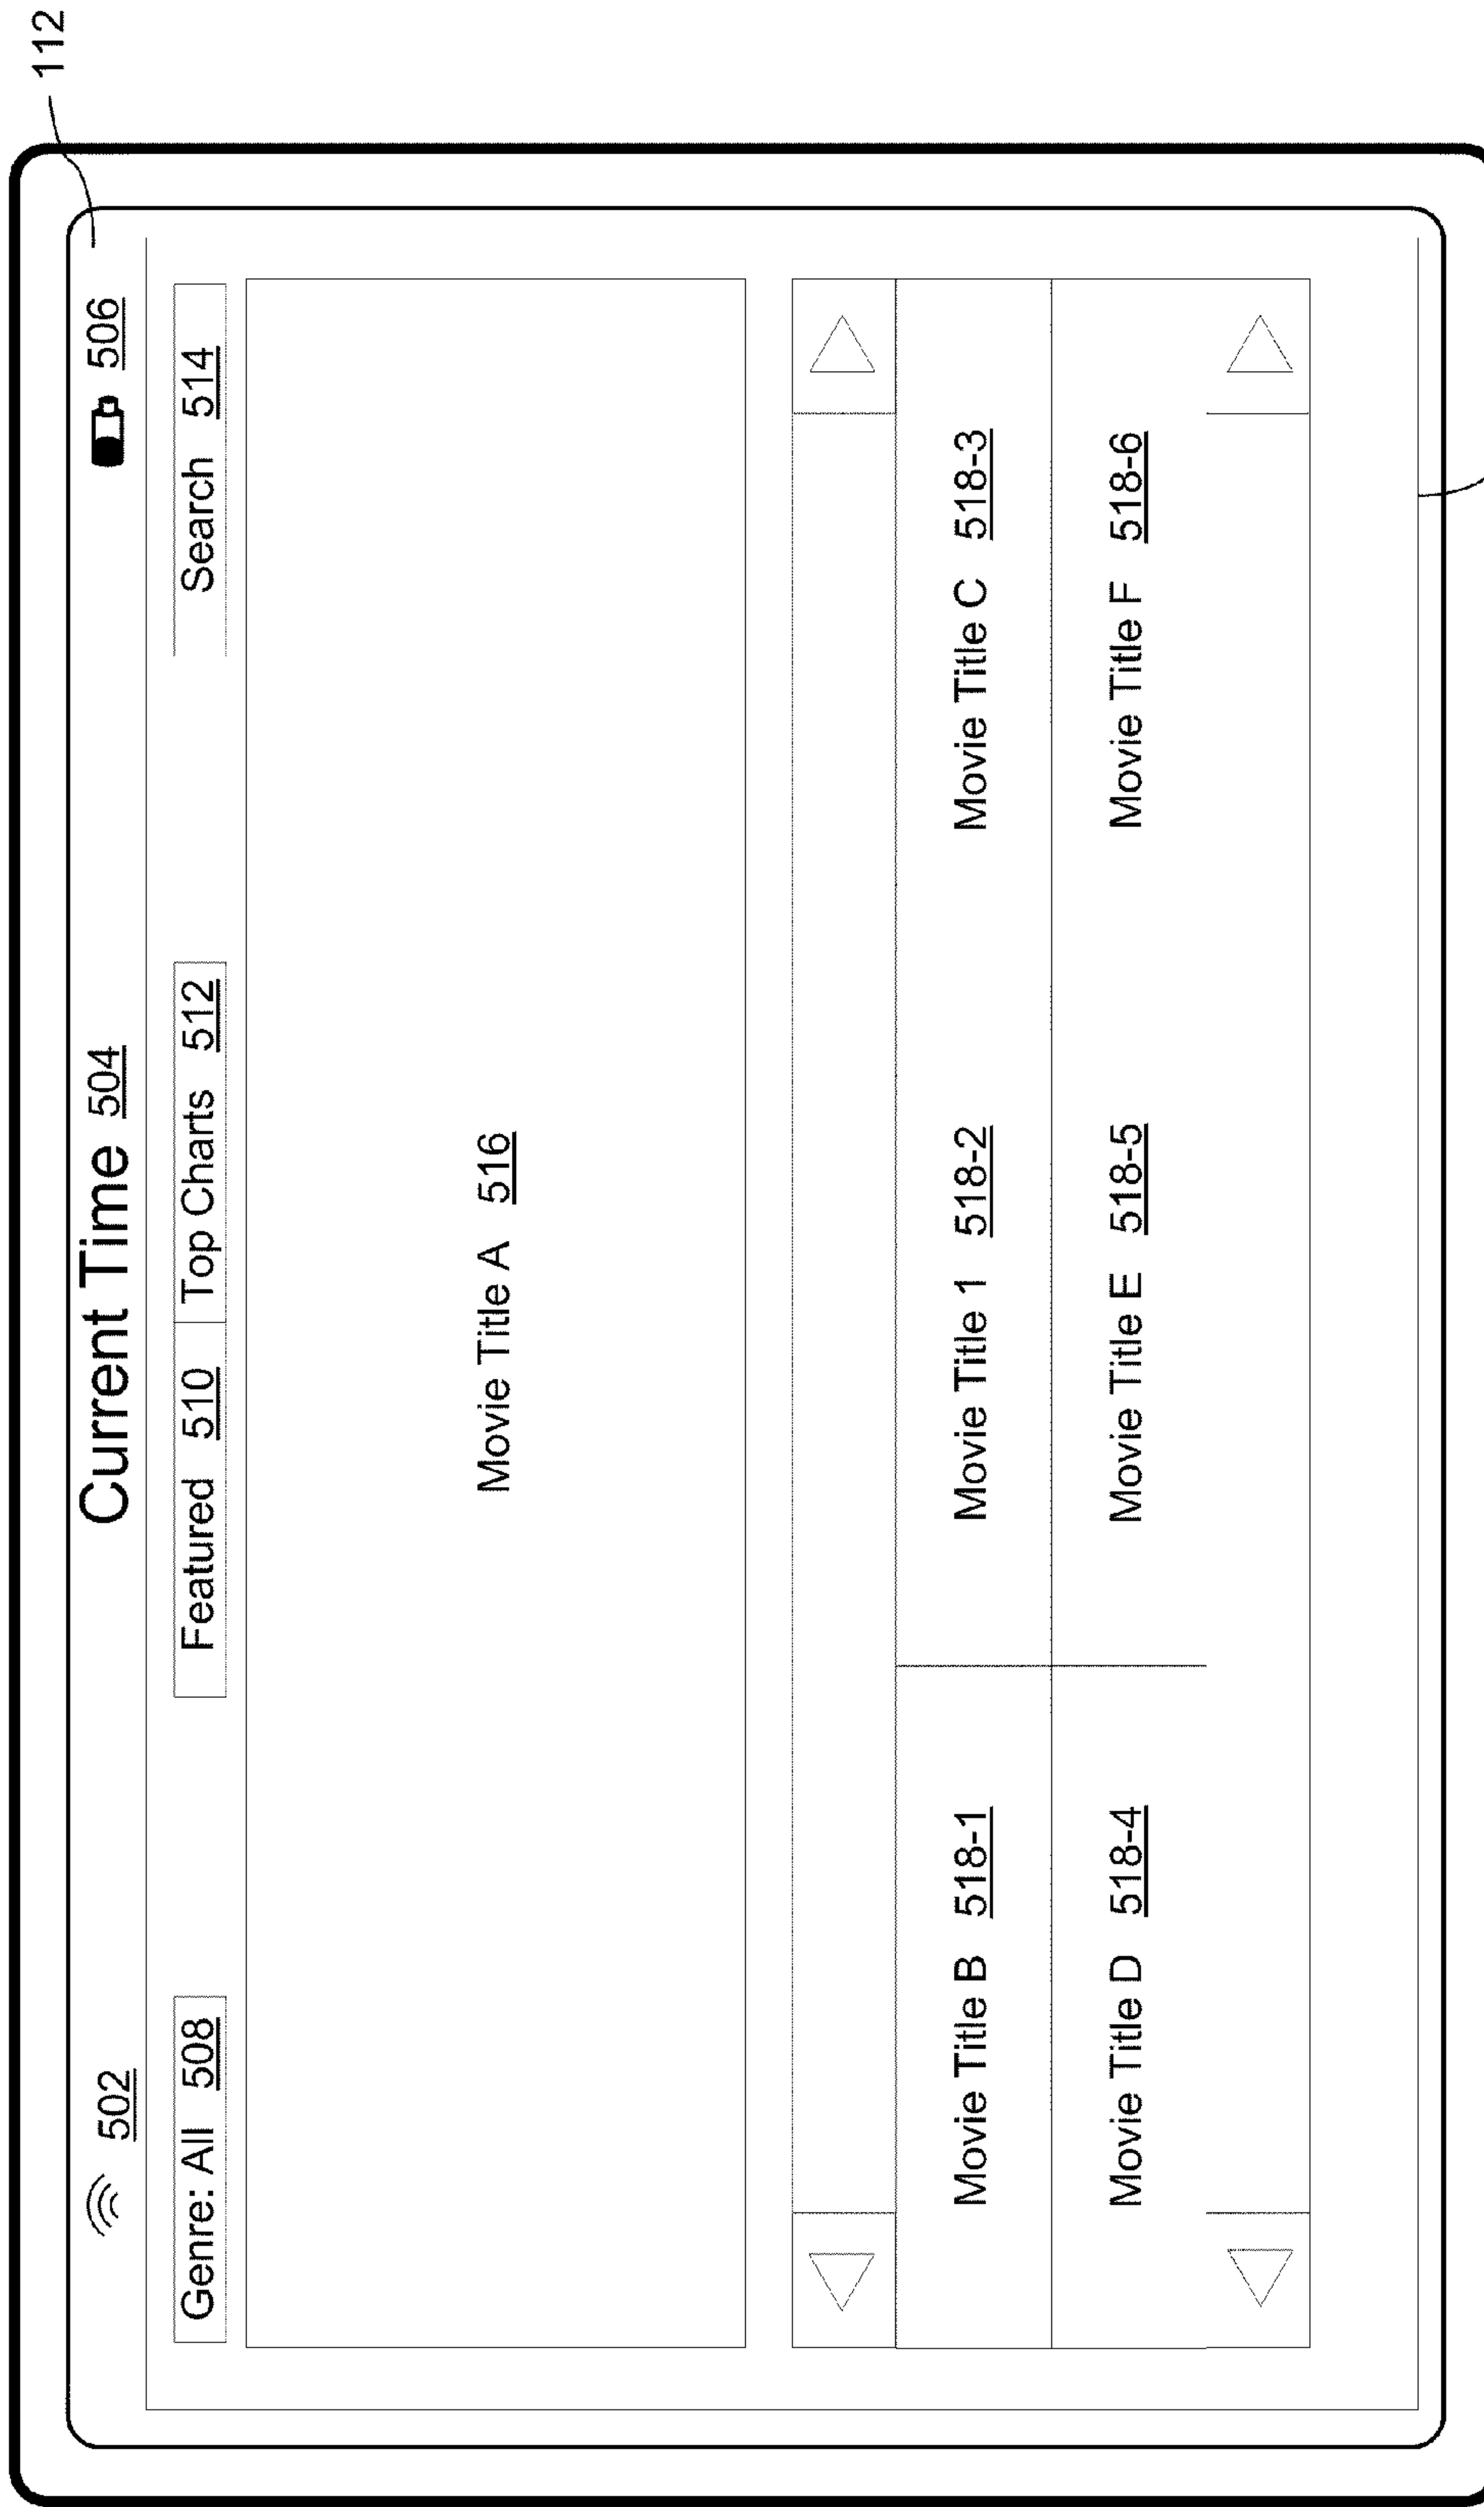 112
502
Current Time 504
506
Genre: All 508
Featured 510
Top Charts 512
Search 514
Movie Title A 516
Movie Title B 518-1
Movie Title 1 518-2
Movie Title C 518-3
Movie Title D 518-4
Movie Title E 518-5
Movie Title F 518-6